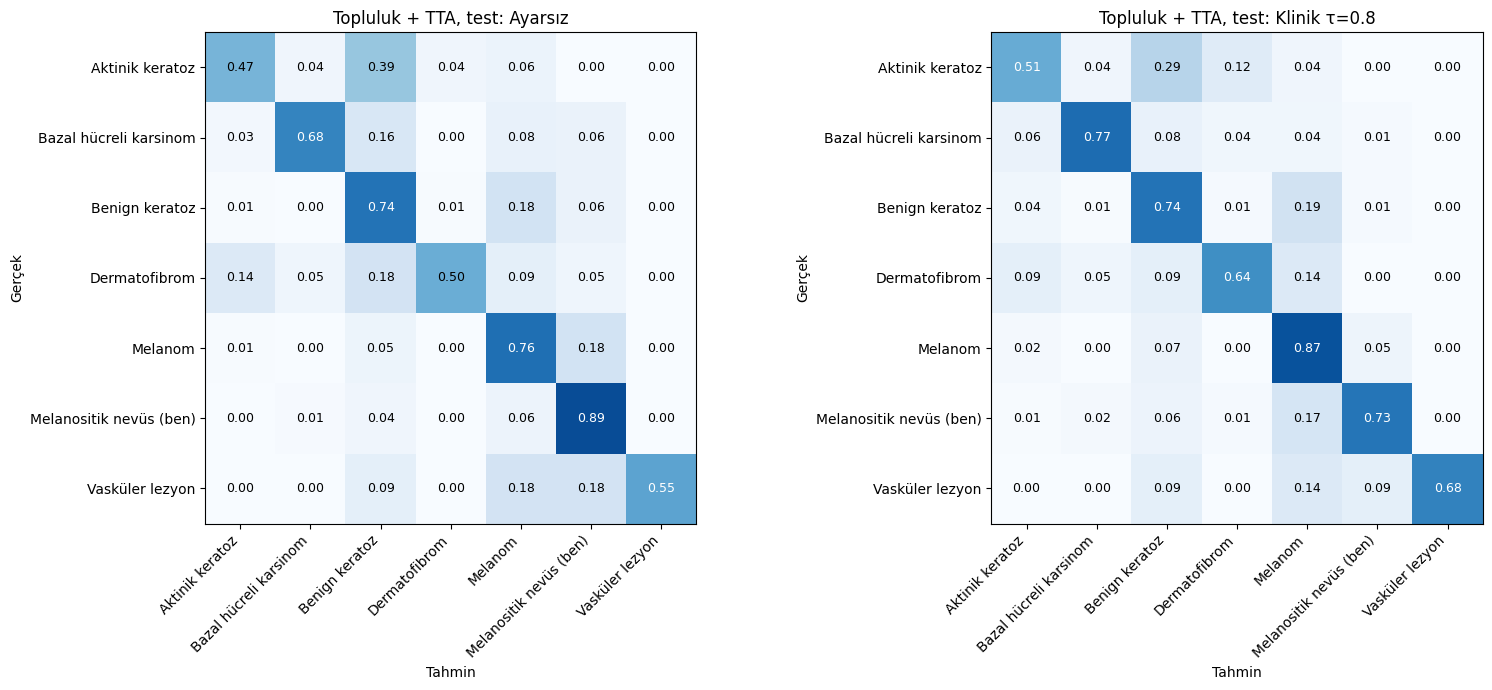 Topluluk + TTA, test: Ayarsız
Gerçek
Aktinik keratoz 0.47 0.04 0.39 0.04 0.06 0.00 0.00
Bazal hücreli karsinom 0.03 0.68 0.16 0.00 0.08 0.06 0.00
Benign keratoz 0.01 0.00 0.74 0.01 0.18 0.06 0.00
Dermatofibrom 0.14 0.05 0.18 0.50 0.09 0.05 0.00
Melanom 0.01 0.00 0.05 0.00 0.76 0.18 0.00
Melanositik nevüs (ben) 0.00 0.01 0.04 0.00 0.06 0.89 0.00
Vasküler lezyon 0.00 0.00 0.09 0.00 0.18 0.18 0.55
Aktinik keratoz
Bazal hücreli karsinom
Benign keratoz
Dermatofibrom
Melanom
Melanositik nevüs (ben)
Vasküler lezyon
Tahmin
Topluluk + TTA, test: Klinik τ=0.8
Gerçek
Aktinik keratoz 0.51 0.04 0.29 0.12 0.04 0.00 0.00
Bazal hücreli karsinom 0.06 0.77 0.08 0.04 0.04 0.01 0.00
Benign keratoz 0.04 0.01 0.74 0.01 0.19 0.01 0.00
Dermatofibrom 0.09 0.05 0.09 0.64 0.14 0.00 0.00
Melanom 0.02 0.00 0.07 0.00 0.87 0.05 0.00
Melanositik nevüs (ben) 0.01 0.02 0.06 0.01 0.17 0.73 0.00
Vasküler lezyon 0.00 0.00 0.09 0.00 0.14 0.09 0.68
Aktinik keratoz
Bazal hücreli karsinom
Benign keratoz
Dermatofibrom
Melanom
Melanositik nevüs (ben)
Vasküler lezyon
Tahmin